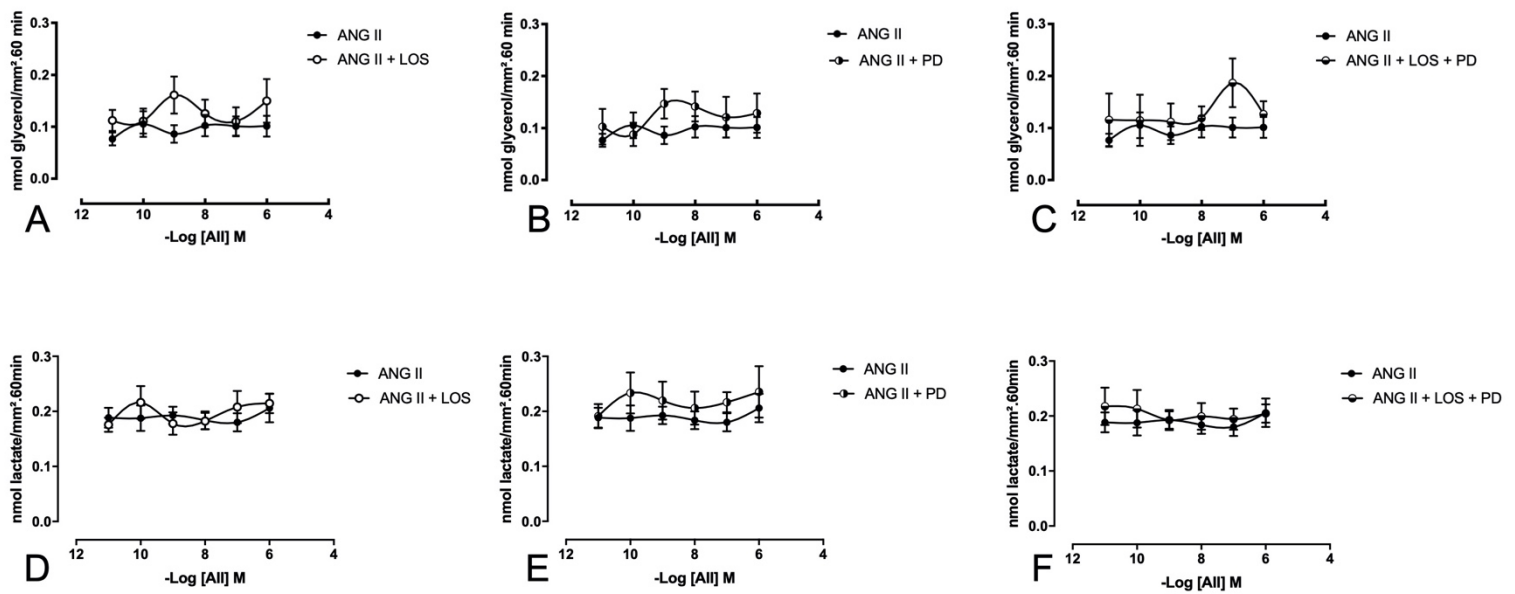 nmol glycerol/mm².60 min
0.3
0.2
0.1
0.0
ANG II
ANG II + LOS
12 10 8 6 4
-Log [AII] M
A
nmol glycerol/mm².60 min
0.3
0.2
0.1
0.0
ANG II
ANG II + PD
12 10 8 6 4
-Log [AII] M
B
nmol glycerol/mm².60 min
0.3
0.2
0.1
0.0
ANG II
ANG II + LOS + PD
12 10 8 6 4
-Log [AII] M
C
nmol lactate/mm².60min
0.3
0.2
0.1
0.0
ANG II
ANG II + LOS
12 10 8 6 4
-Log [AII] M
D
nmol lactate/mm².60min
0.3
0.2
0.1
0.0
ANG II
ANG II + PD
12 10 8 6 4
-Log [AII] M
E
nmol lactate/mm².60min
0.3
0.2
0.1
0.0
ANG II
ANG II + LOS + PD
12 10 8 6 4
-Log [AII] M
F